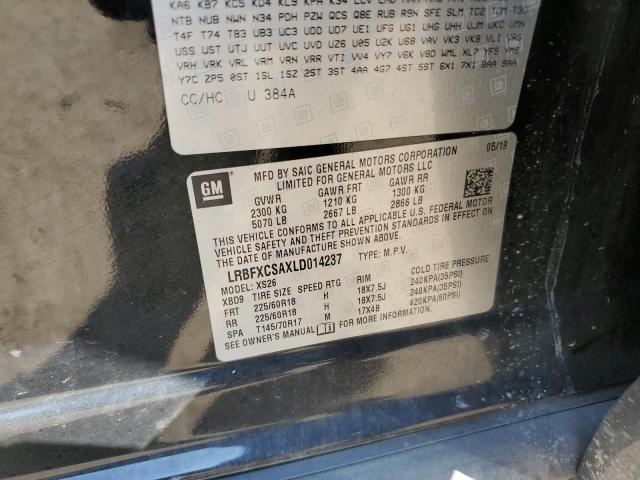 KA6 KB7 KC5 KD4 KL9 KPA K34 LCV
NTB NUB NWN N34 PDH PZW QCS Q8E RUB R9N SFE SLM TC2 TDM T3U
T4F T74 T83 UB3 UC3 UDD UD7 UE1 UFG UG1 UHG UHX UJM UKC UMN
USS UST UTJ UUT UVC UVD UZ6 U05 U2K U68 VAV VK3 VK8 VLI VRG
VRH VRK VRL VRM VRN VRR VTI VV4 VY7 V6K V8D WML XL7 YF5 YM9
Y7C ZP5 0ST 15L 1SZ 2ST 3ST 4AA 4G7 4ST 5ST 6X1 7X1 8AA 9AA
CC/HC U 384A
GM
MFD BY SAIC GENERAL MOTORS CORPORATION 05/19
LIMITED FOR GENERAL MOTORS LLC
GVWR GAWR FRT GAWR RR
2300 KG 1210 KG 1300 KG
5070 LB 2667 LB 2866 LB
THIS VEHICLE CONFORMS TO ALL APPLICABLE U.S. FEDERAL MOTOR
VEHICLE SAFETY, BUMPER, AND THEFT PREVENTION STANDARDS IN
EFFECT ON THE DATE OF MANUFACTURE SHOWN ABOVE.
LRBFXCSAXLD014237 TYPE: M.P.V.
MODEL: XS26
XBD9 TIRE SIZE SPEED RTG RIM COLD TIRE PRESSURE
FRT 225/60R18 H 18X7.5J 240KPA(35PSI)
RR 225/60R18 H 18X7.5J 240KPA(35PSI)
SPA T145/70R17 M 17X4B 420KPA(60PSI)
SEE OWNER'S MANUAL FOR MORE INFORMATION.